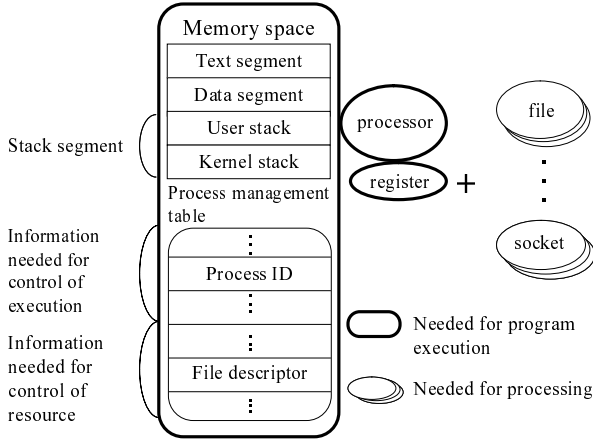 Memory space
Text segment
Data segment
User stack
Kernel stack
Stack segment
Process management
table
Information
needed for
control of
execution
Process ID
Information
needed for
control of
resource
File descriptor
processor
register
+
file
socket
Needed for program
execution
Needed for processing